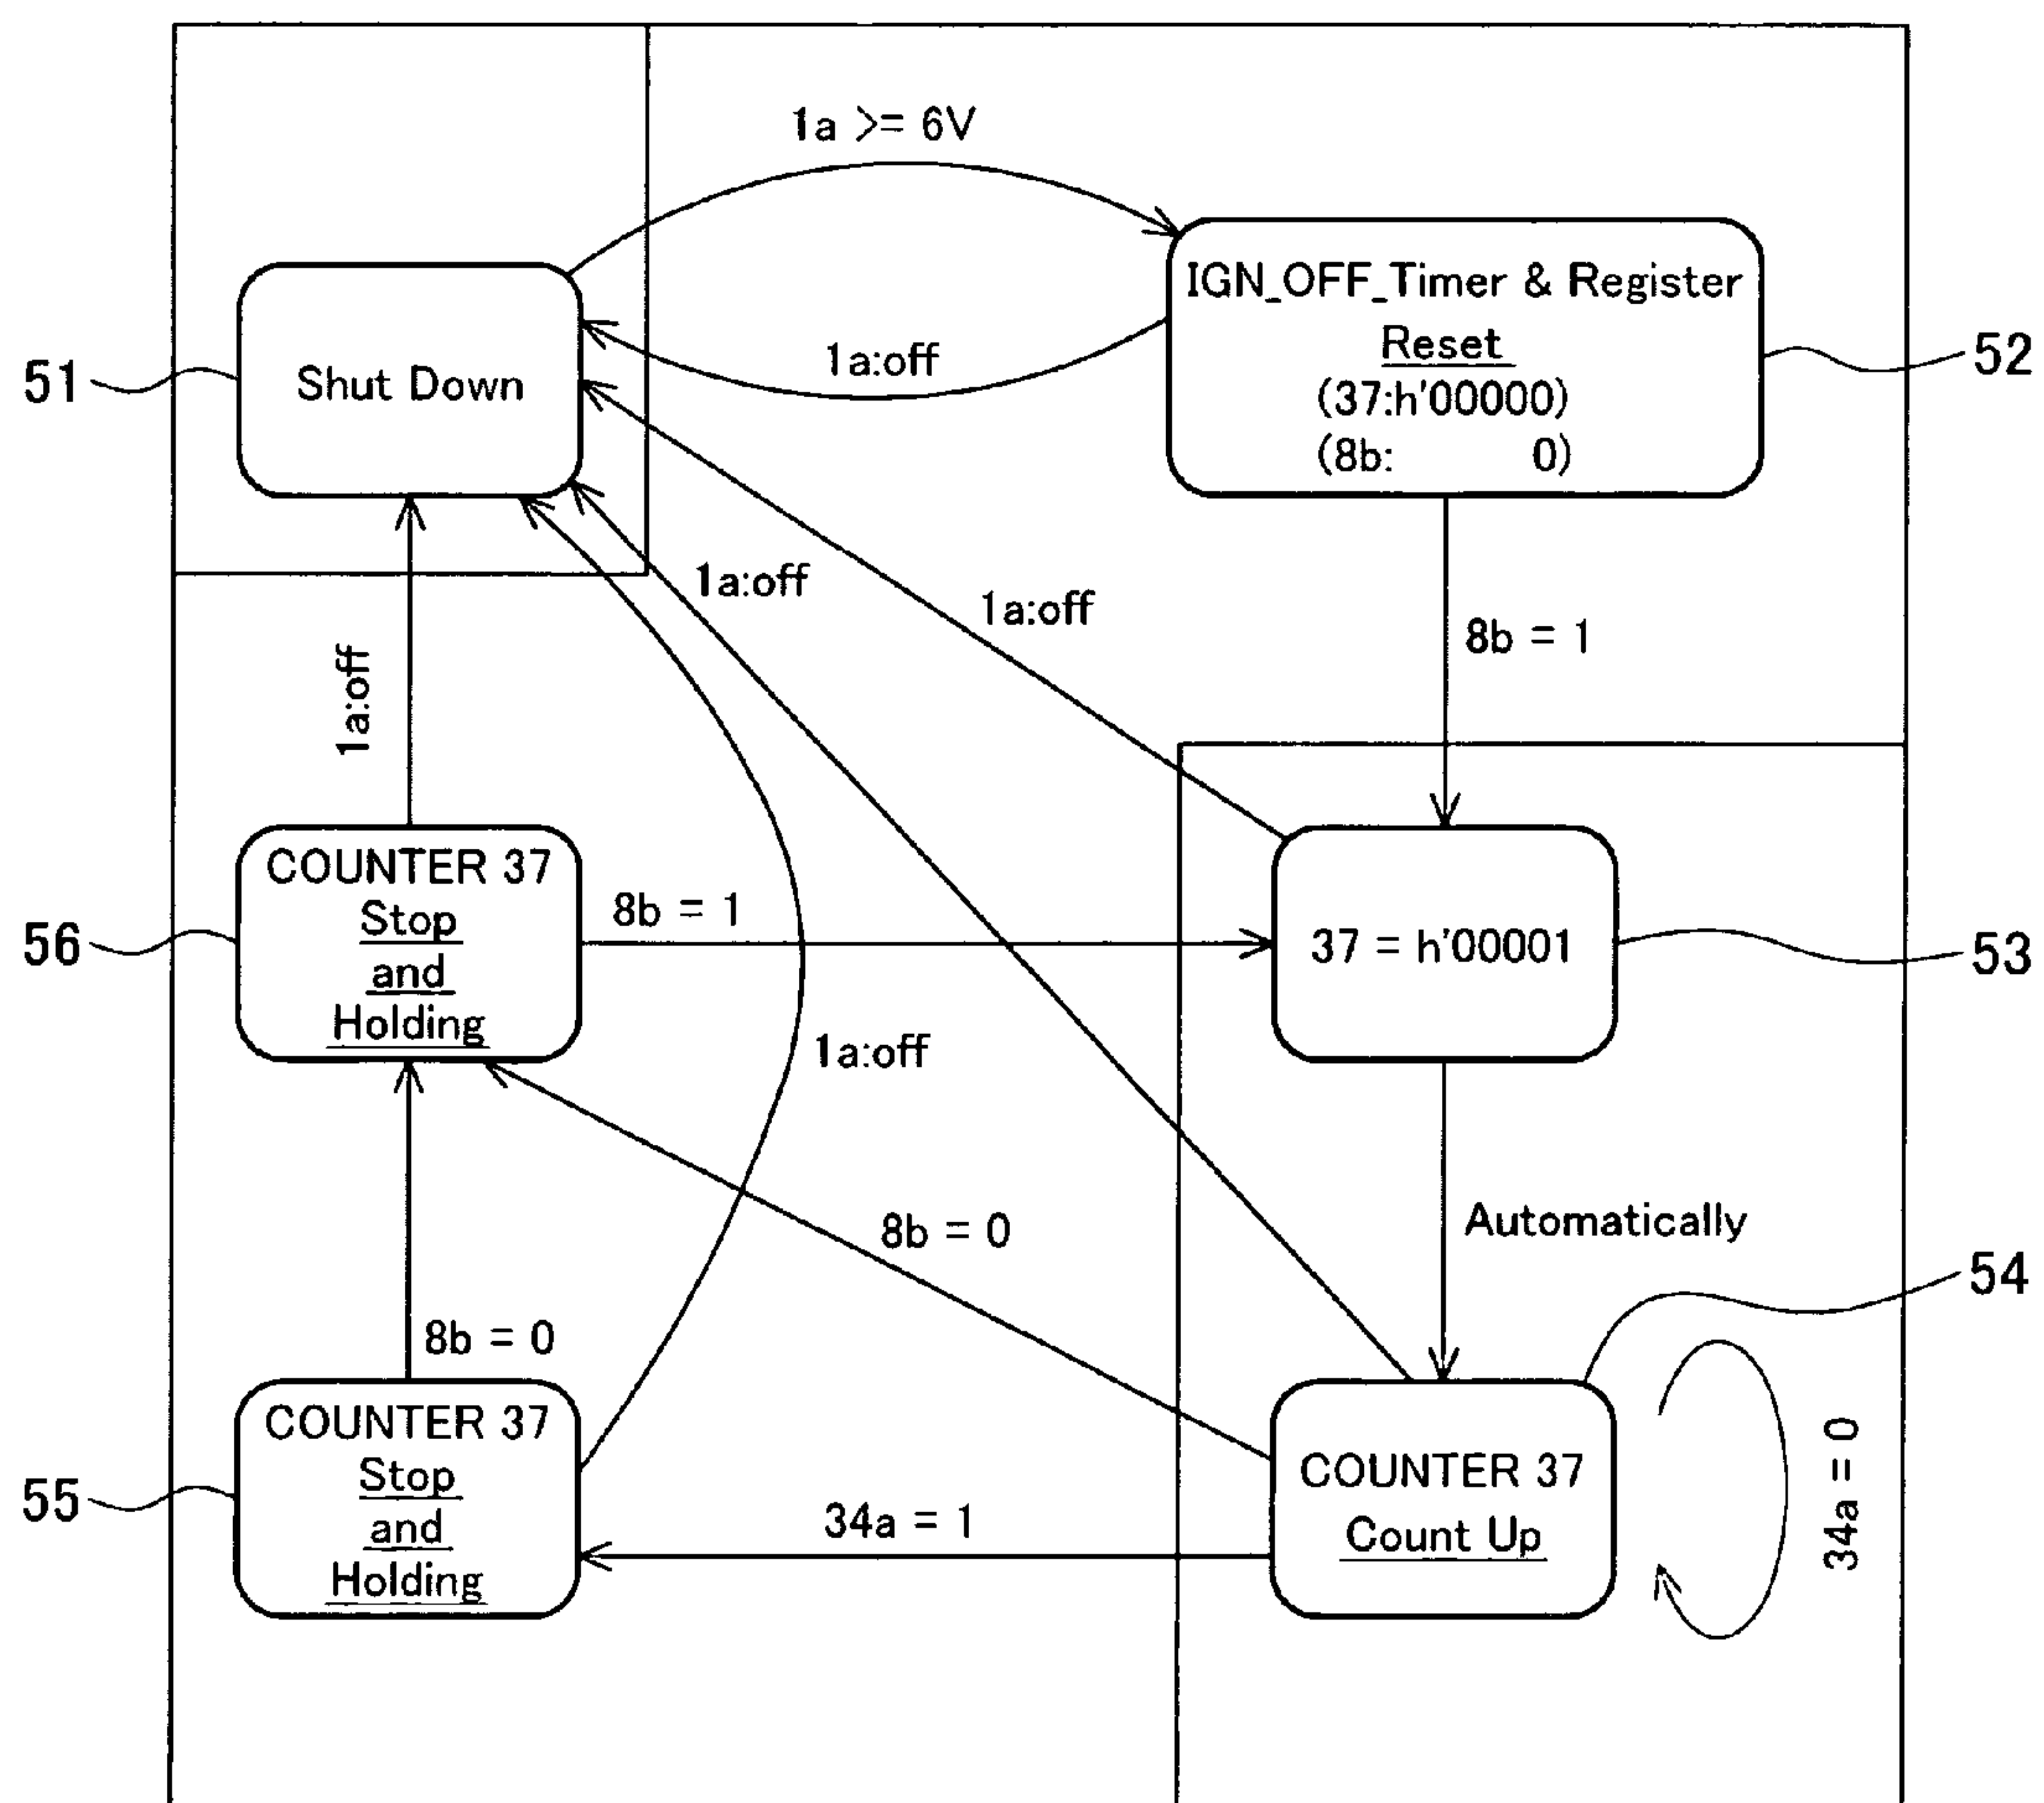 1a >= 6V
IGN_OFF_Timer & Register
Reset
(37:h'00000)
(8b: 0)
52
51
Shut Down
1a:off
1a:off
1a:off
8b = 1
1a:off
COUNTER 37
Stop
and
Holding
56
8b = 1
37 = h'00001
53
1a:off
8b = 0
Automatically
54
8b = 0
COUNTER 37
Stop
and
Holding
55
34a = 1
COUNTER 37
Count Up
34a = 0